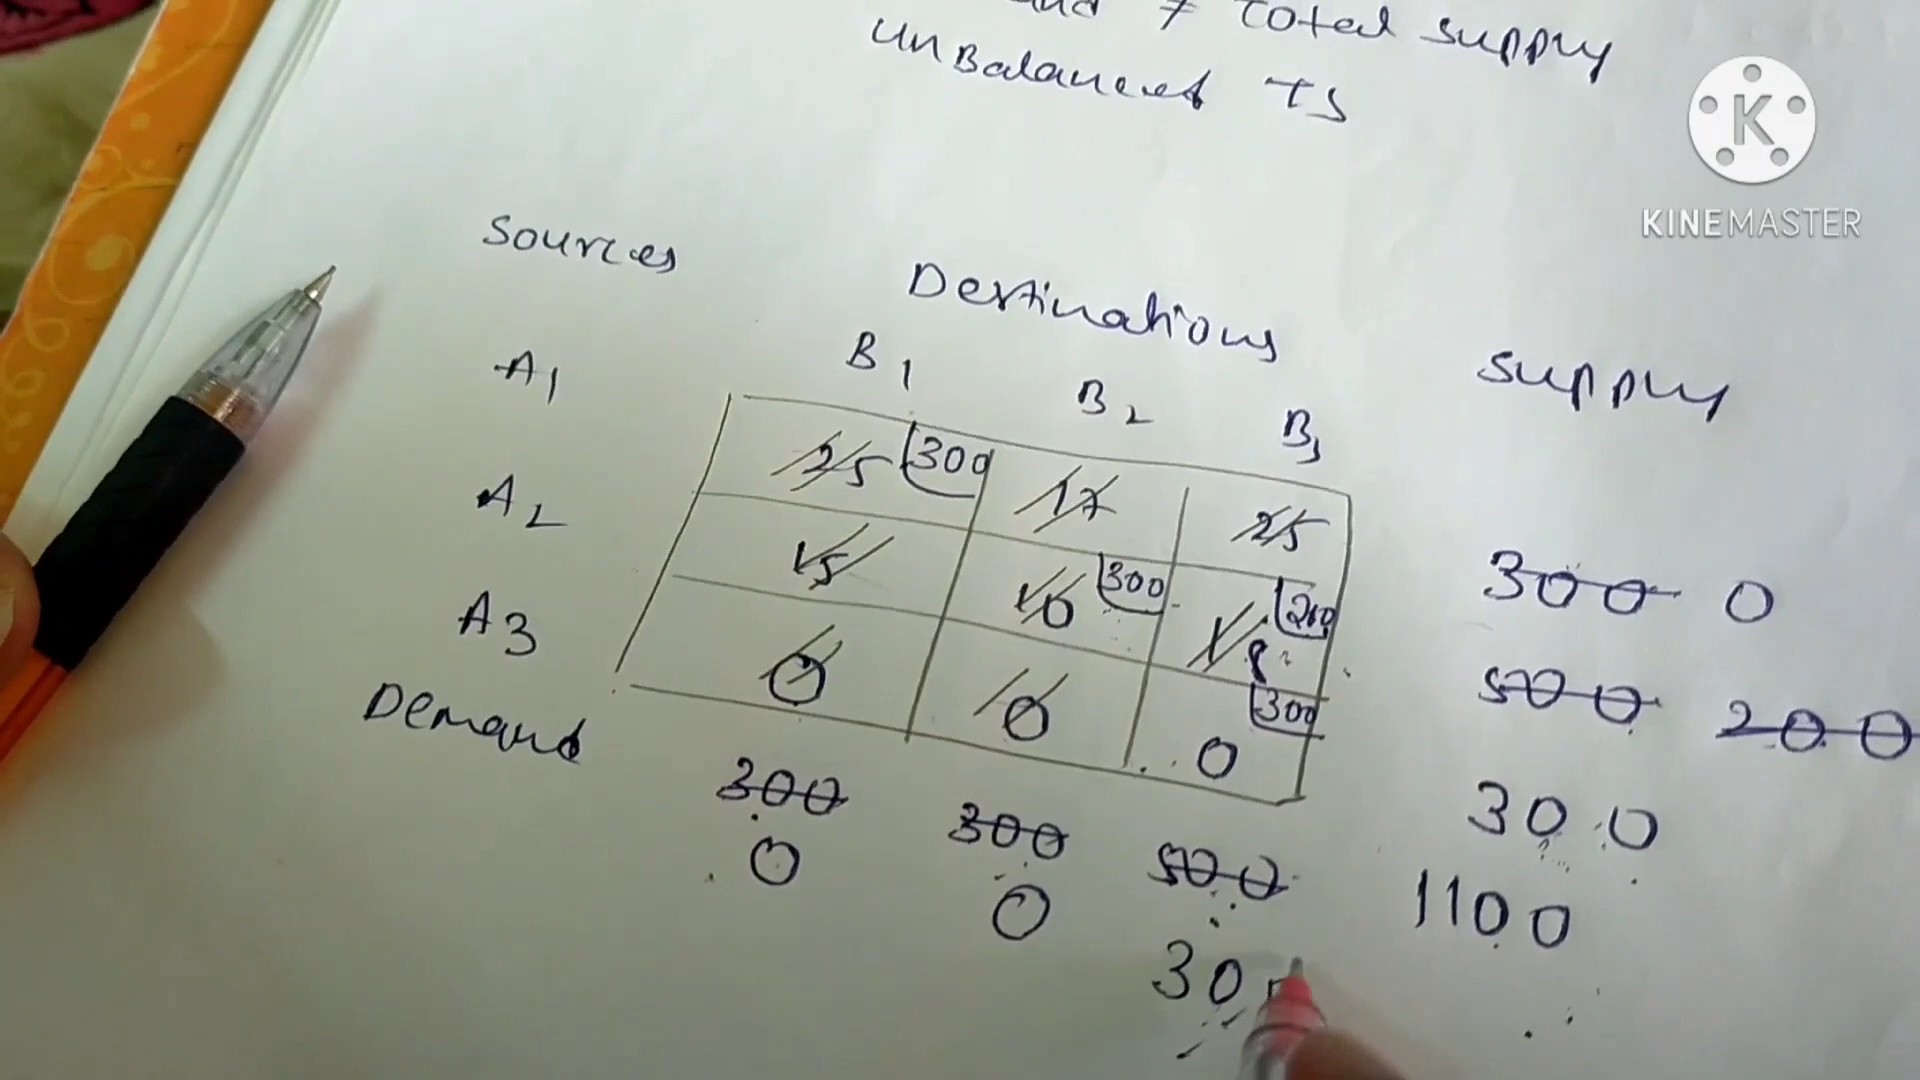 ≠ total supply
UnBalanced TS
KINEMASTER
Sources
Destinations
Supply
B1 B2 B3
A1 25 300 17 25 300 0
A2 15 10 300 18 200 500 200
A3 0 0 0 300 300
Demand 300 300 500 1100
0 0 30